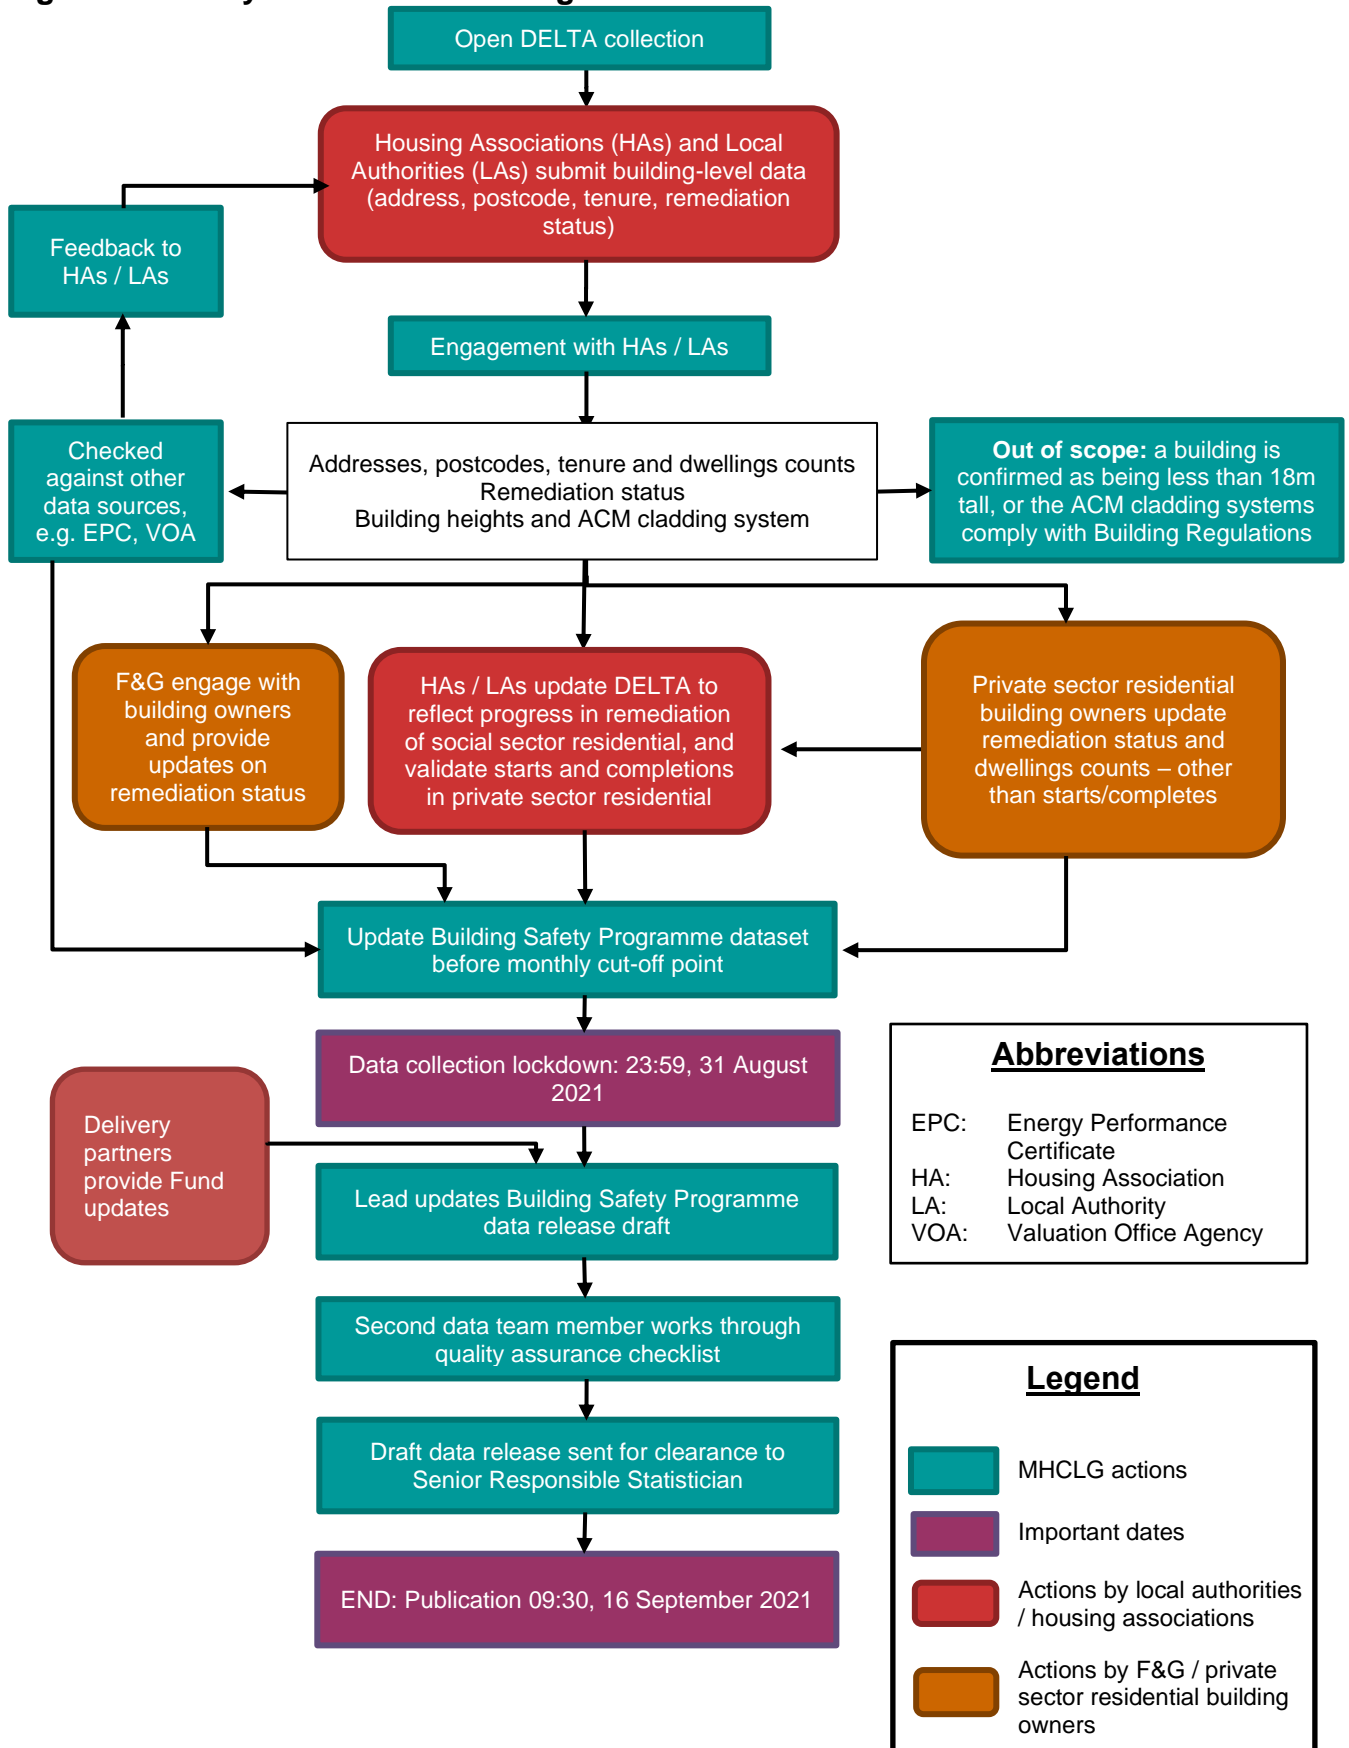 Open DELTA collection
Housing Associations (HAs) and Local
Authorities (LAs) submit building-level data
(address, postcode, tenure, remediation
status)
Feedback to
HAs / LAs
Engagement with HAs / LAs
Checked
against other
data sources,
e.g. EPC, VOA
Addresses, postcodes, tenure and dwellings counts
Remediation status
Building heights and ACM cladding system
Out of scope: a building is
confirmed as being less than 18m
tall, or the ACM cladding systems
comply with Building Regulations
F&G engage with
building owners
and provide
updates on
remediation status
HAs / LAs update DELTA to
reflect progress in remediation
of social sector residential, and
validate starts and completions
in private sector residential
Private sector residential
building owners update
remediation status and
dwellings counts – other
than starts/completes
Update Building Safety Programme dataset
before monthly cut-off point
Data collection lockdown: 23:59, 31 August
2021
Delivery
partners
provide Fund
updates
Lead updates Building Safety Programme
data release draft
Second data team member works through
quality assurance checklist
Draft data release sent for clearance to
Senior Responsible Statistician
END: Publication 09:30, 16 September 2021
Abbreviations
EPC: Energy Performance
Certificate
HA: Housing Association
LA: Local Authority
VOA: Valuation Office Agency
Legend
MHCLG actions
Important dates
Actions by local authorities
/ housing associations
Actions by F&G / private
sector residential building
owners